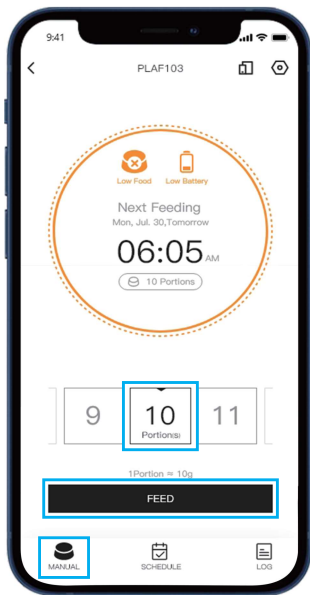 9:41
PLAF103
Low Food Low Battery
Next Feeding
Mon, Jul. 30,Tomorrow
06:05 AM
10 Portions
9 10 11
Portion(s)
1Portion ≈ 10g
FEED
MANUAL SCHEDULE LOG